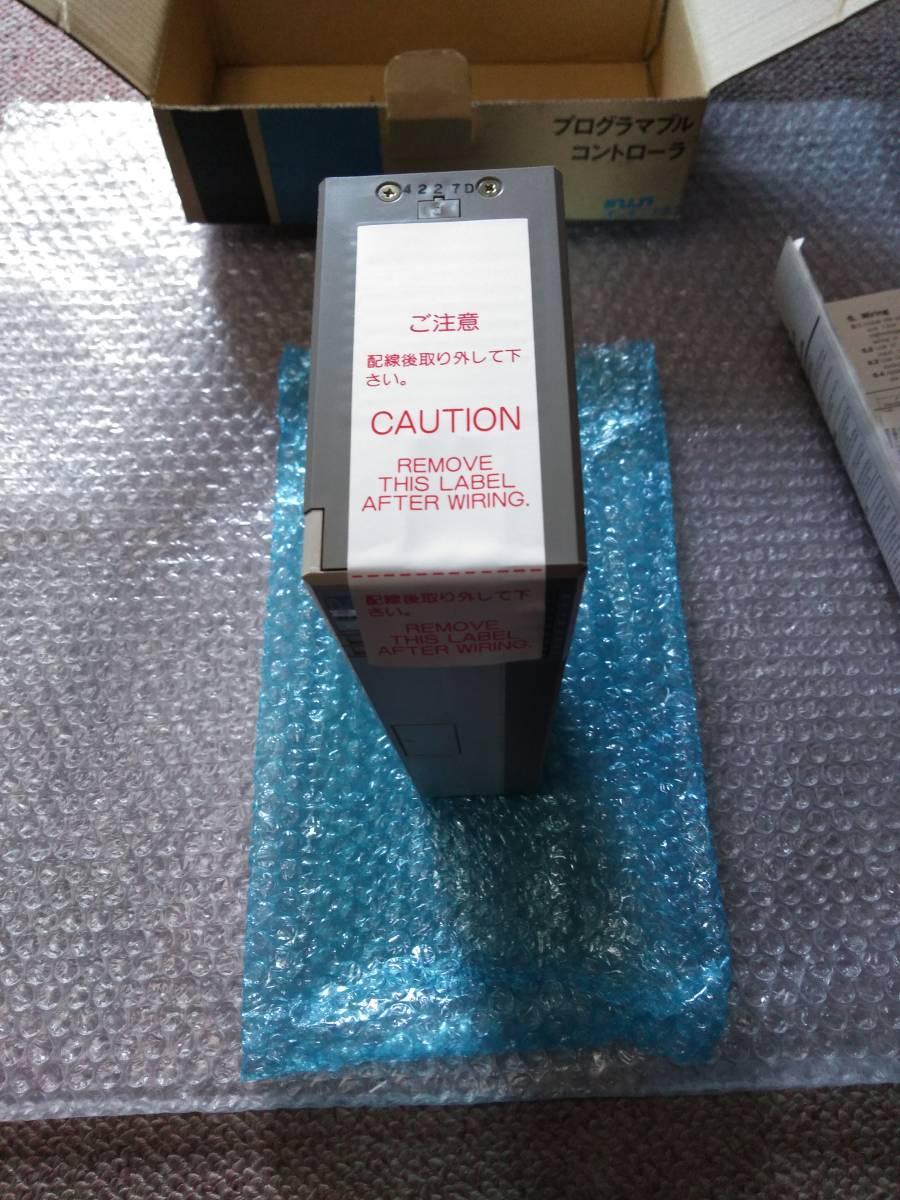 プログラマブル
コントローラ
4227D
ご注意
配線後取り外して下
さい。
CAUTION
REMOVE
THIS LABEL
AFTER WIRING.
配線後取り外して下
さい。
REMOVE
THIS LABEL
AFTER WIRING.
Wiring